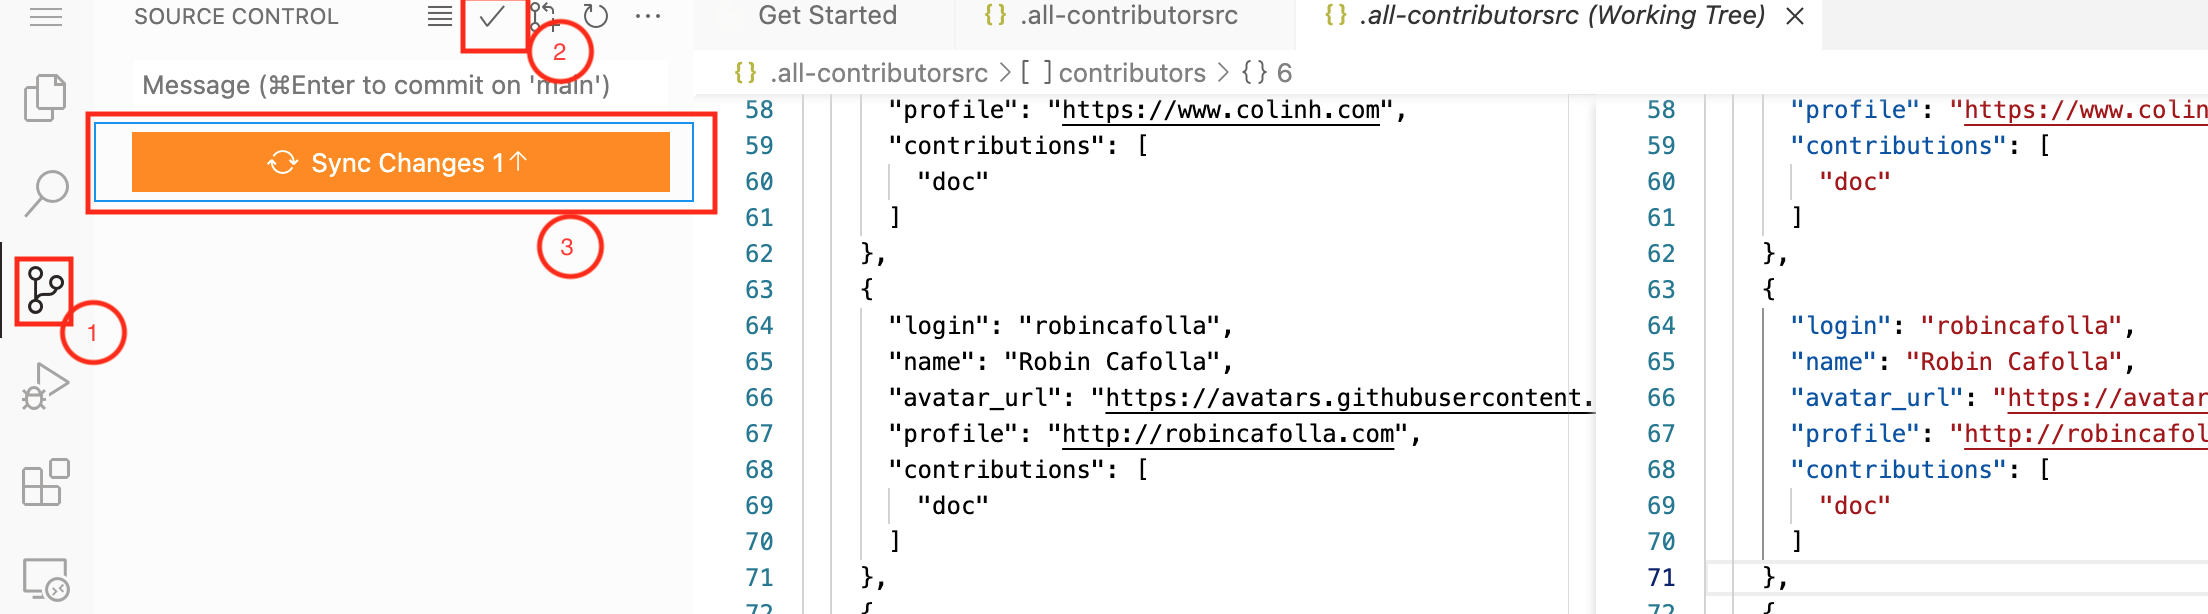 SOURCE CONTROL
2
Message (⌘Enter to commit on 'main')
Sync Changes 1↑
3
1
Get Started
{} .all-contributorsrc
{} .all-contributorsrc (Working Tree) ×
{} .all-contributorsrc > [ ] contributors > {} 6
58 "profile": "https://www.colinh.com",
59 "contributions": [
60 "doc"
61 ]
62 },
63 {
64 "login": "robincafolla",
65 "name": "Robin Cafolla",
66 "avatar_url": "https://avatars.githubusercontent.
67 "profile": "http://robincafolla.com",
68 "contributions": [
69 "doc"
70 ]
71 },
72 {
58 "profile": "https://www.colin
59 "contributions": [
60 "doc"
61 ]
62 },
63 {
64 "login": "robincafolla",
65 "name": "Robin Cafolla",
66 "avatar_url": "https://avatar
67 "profile": "http://robincafol
68 "contributions": [
69 "doc"
70 ]
71 },
72 {